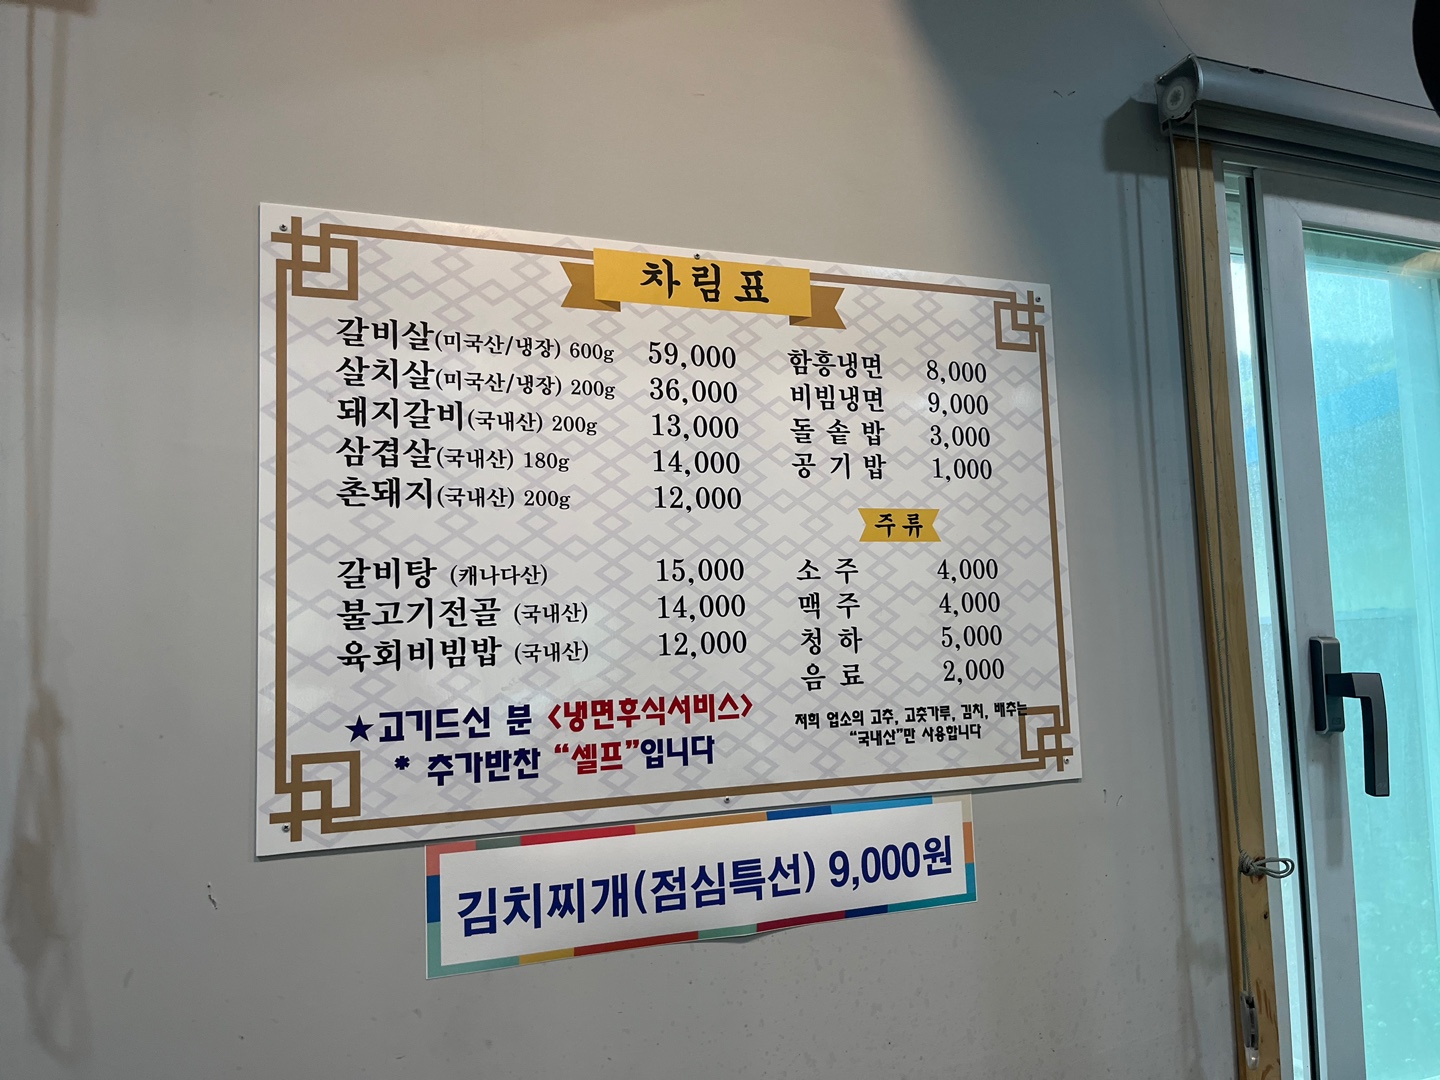 차림표
갈비살(미국산/냉장) 600g 59,000
살치살(미국산/냉장) 200g 36,000
돼지갈비(국내산) 200g 13,000
삼겹살(국내산) 180g 14,000
촌돼지(국내산) 200g 12,000
갈비탕 (캐나다산) 15,000
불고기전골 (국내산) 14,000
육회비빔밥 (국내산) 12,000
★고기드신 분 <냉면후식서비스>
* 추가반찬 “셀프”입니다
함흥냉면 8,000
비빔냉면 9,000
돌솥밥 3,000
공기밥 1,000
주류
소주 4,000
맥주 4,000
청하 5,000
음료 2,000
저희 업소의 고추, 고춧가루, 김치, 배추는
“국내산”만 사용합니다
김치찌개(점심특선) 9,000원